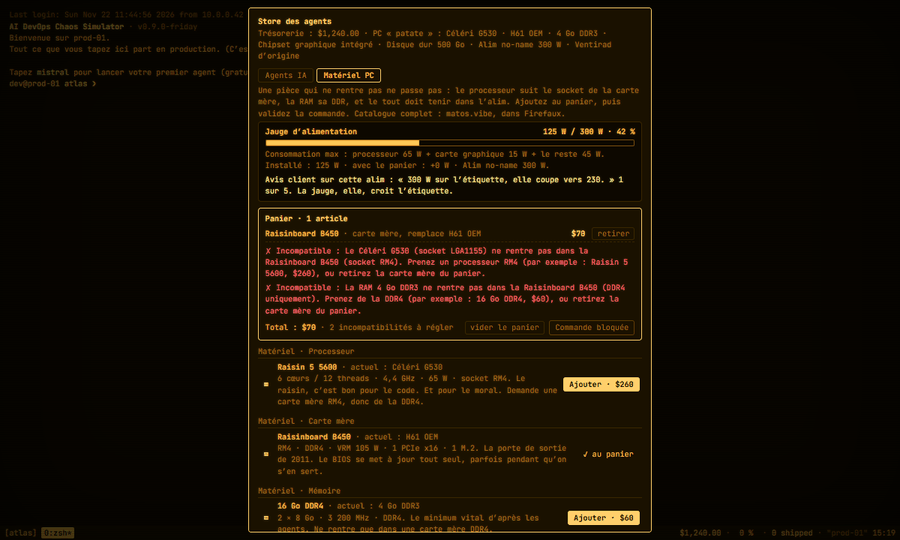 Last login: Sun Nov 22 13:44:56 2026 from 10.0.0.42
AI DevOps Chaos Simulator · v0.9.0-friday
Bienvenue sur prod-01.
Tout ce que vous tapez ici part en production. (C'es
Tapez mistral pour lancer votre premier agent (gratu
dev@prod-01 atlas ❯
Store des agents
Trésorerie : $1,240.00 · PC « patate » : Céléri G530 · H61 OEM · 4 Go DDR3 ·
Chipset graphique intégré · Disque dur 500 Go · Alim no-name 300 W · Ventirad
d'origine
Agents IA
Matériel PC
Une pièce qui ne rentre pas ne passe pas : le processeur suit le socket de la carte
mère, la RAM sa DDR, et le tout doit tenir dans l'alim. Ajoutez au panier, puis
validez la commande. Catalogue complet : matos.vibe, dans Firefaux.
Jauge d'alimentation
125 W / 300 W · 42 %
Consommation max : processeur 65 W + carte graphique 15 W + le reste 45 W.
Installé : 125 W · avec le panier : +0 W · Alim no-name 300 W.
Avis client sur cette alim : « 300 W sur l'étiquette, elle coupe vers 230. » 1
sur 5. La jauge, elle, croit l'étiquette.
Panier · 1 article
Raisinboard B450 · carte mère, remplace H61 OEM
$70
retirer
✗ Incompatible : Le Céléri G530 (socket LGA1155) ne rentre pas dans la
Raisinboard B450 (socket RM4). Prenez un processeur RM4 (par exemple : Raisin 5
5600, $260), ou retirez la carte mère du panier.
✗ Incompatible : La RAM 4 Go DDR3 ne rentre pas dans la Raisinboard B450 (DDR4
uniquement). Prenez de la DDR4 (par exemple : 16 Go DDR4, $60), ou retirez la
carte mère du panier.
Total : $70 · 2 incompatibilités à régler
vider le panier
Commande bloquée
Matériel · Processeur
Raisin 5 5600 · actuel : Céléri G530
6 cœurs / 12 threads · 4,4 GHz · 65 W · socket RM4. Le
raisin, c'est bon pour le code. Et pour le moral. Demande une
carte mère RM4, donc de la DDR4.
Ajouter · $260
Matériel · Carte mère
Raisinboard B450 · actuel : H61 OEM
RM4 · DDR4 · VRM 105 W · 1 PCIe x16 · 1 M.2. La porte de sortie
de 2011. Le BIOS se met à jour tout seul, parfois pendant qu'on
s'en sert.
✓ au panier
Matériel · Mémoire
16 Go DDR4 · actuel : 4 Go DDR3
2 × 8 Go · 3 200 MHz · DDR4. Le minimum vital d'après les
agents. Ne rentre que dans une carte mère DDR4.
Ajouter · $60
[atlas] 0:zsh*
$1,240.00 · 0 % · 0 shipped · "prod-01" 15:19